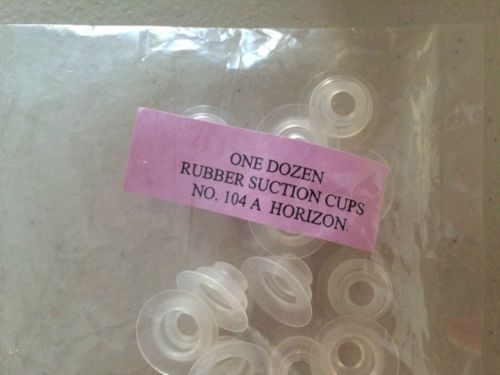 ONE DOZEN
RUBBER SUCTION CUPS
NO. 104 A HORIZON.